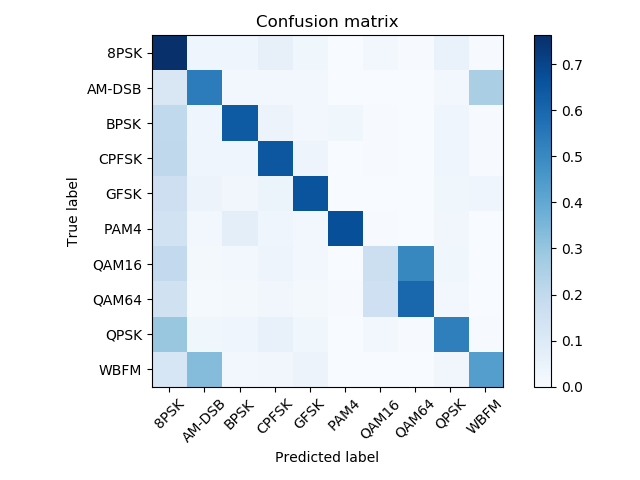 Confusion matrix
8PSK
AM-DSB
BPSK
CPFSK
GFSK
PAM4
QAM16
QAM64
QPSK
WBFM
True label
8PSK
AM-DSB
BPSK
CPFSK
GFSK
PAM4
QAM16
QAM64
QPSK
WBFM
Predicted label
0.7
0.6
0.5
0.4
0.3
0.2
0.1
0.0